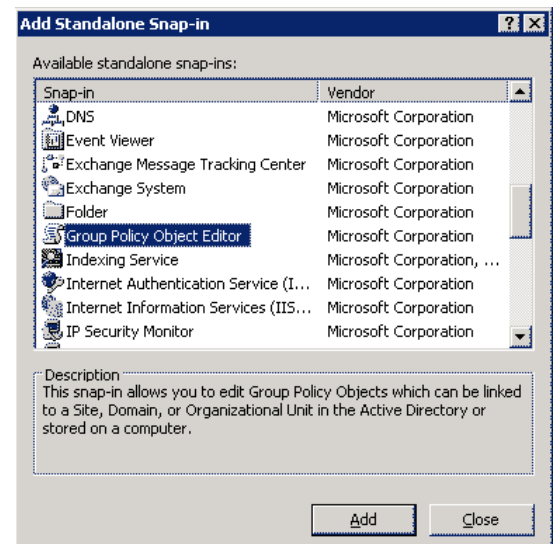 Add Standalone Snap-in
Available standalone snap-ins:
Snap-in Vendor
DNS Microsoft Corporation
Event Viewer Microsoft Corporation
Exchange Message Tracking Center Microsoft Corporation
Exchange System Microsoft Corporation
Folder Microsoft Corporation
Group Policy Object Editor Microsoft Corporation
Indexing Service Microsoft Corporation, ...
Internet Authentication Service (I... Microsoft Corporation
Internet Information Services (IIS... Microsoft Corporation
IP Security Monitor Microsoft Corporation
Description
This snap-in allows you to edit Group Policy Objects which can be linked
to a Site, Domain, or Organizational Unit in the Active Directory or
stored on a computer.
Add Close